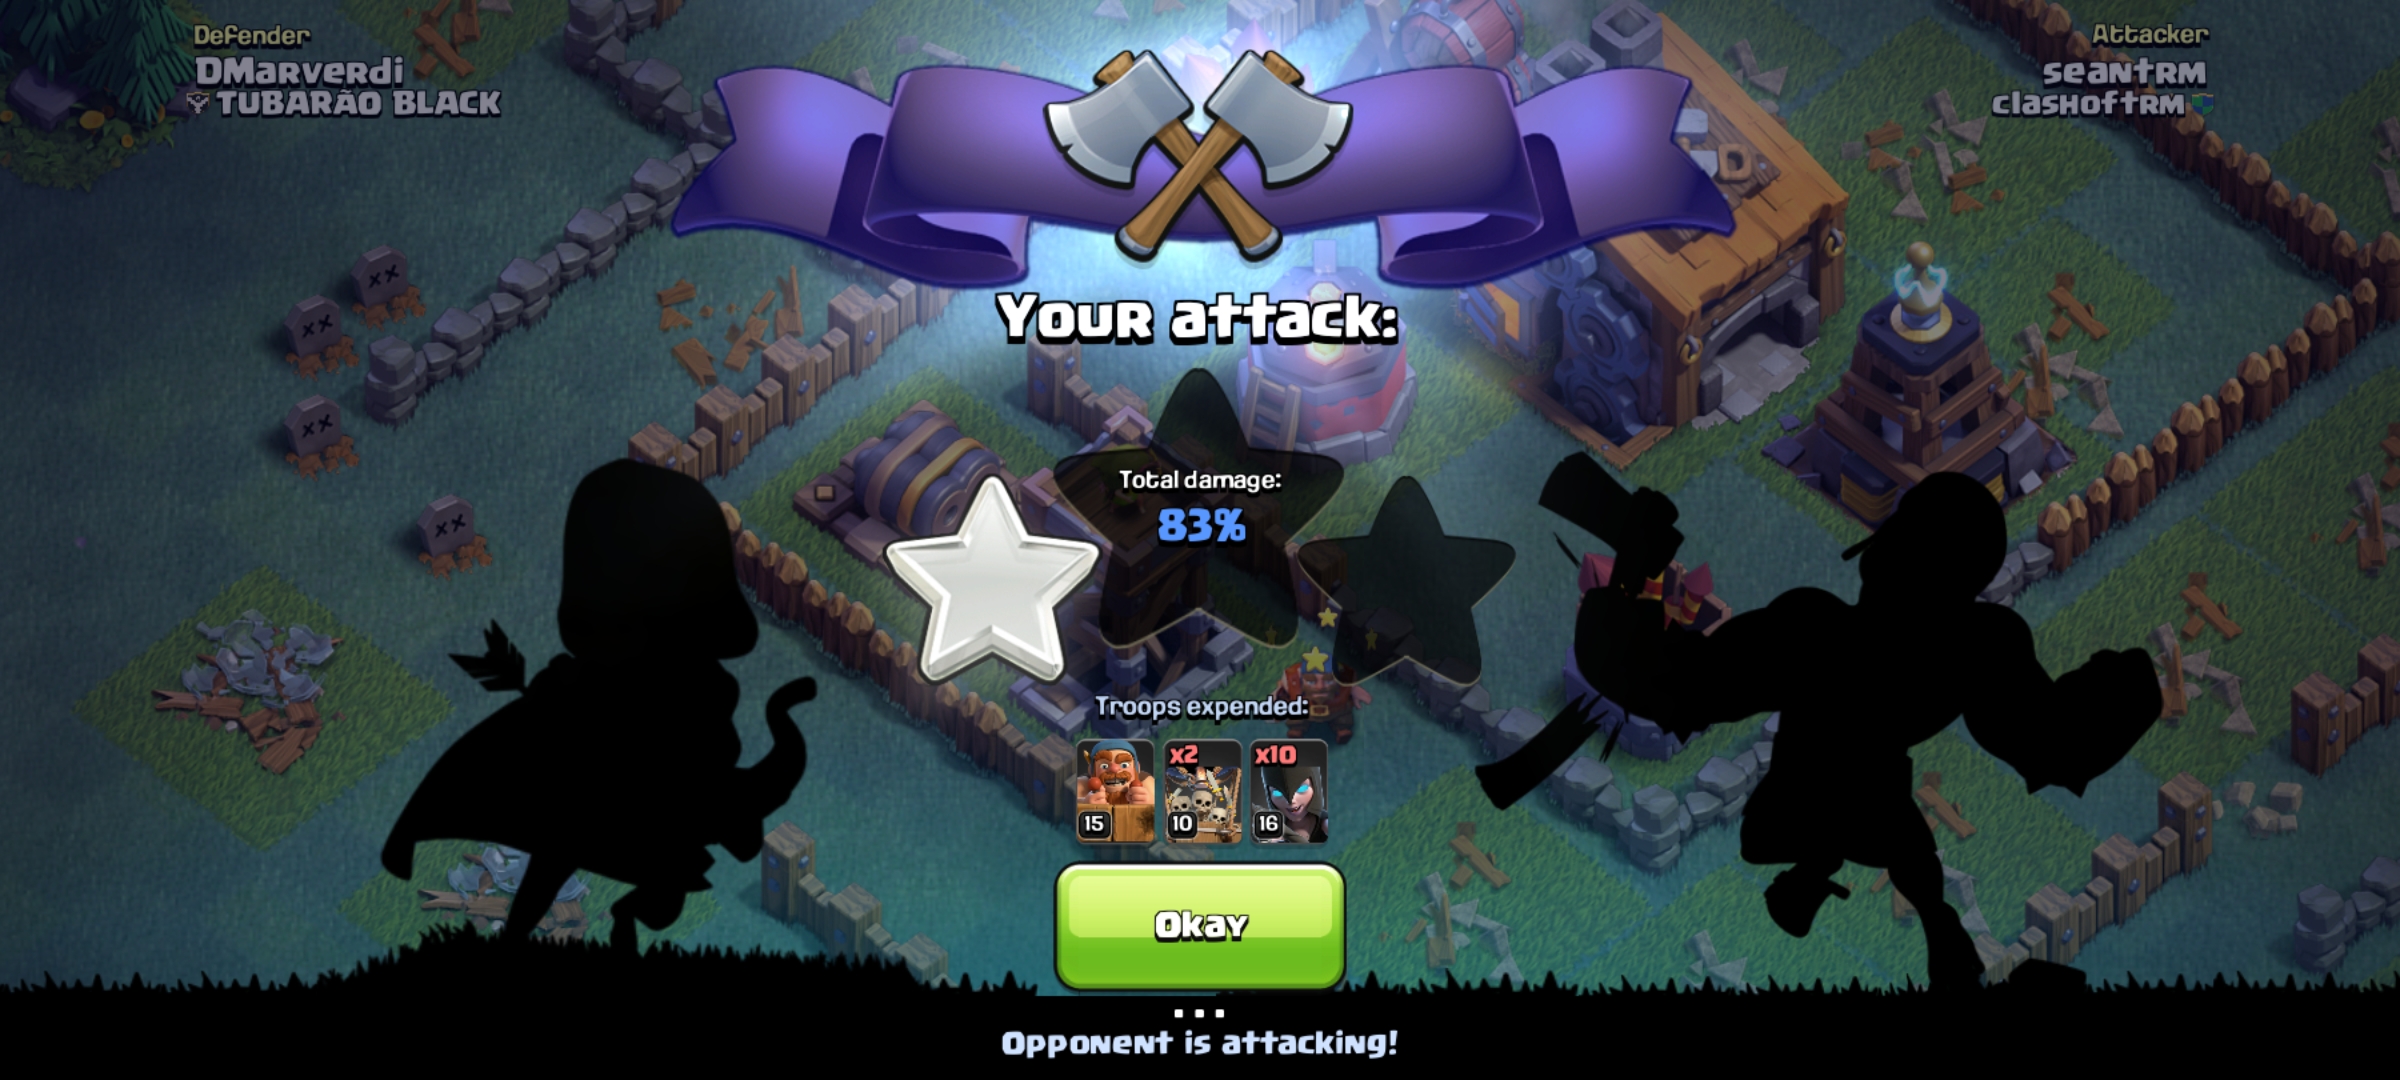 Defender
DMarverdi
TUBARÃO BLACK
Attacker
seantRM
clashoftRM
Your attack:
Total damage:
83%
Troops expended:
x2
x10
15
10
16
Okay
...
Opponent is attacking!